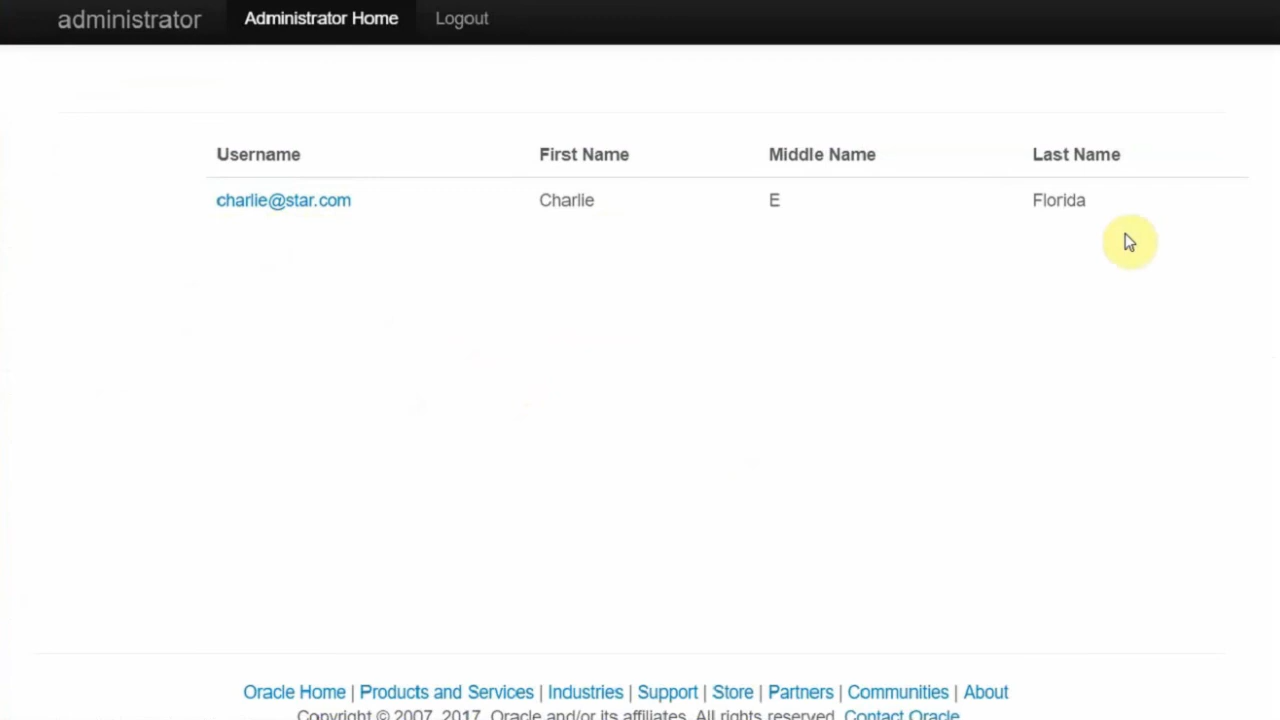 administrator Administrator Home Logout
Username First Name Middle Name Last Name
charlie@star.com Charlie E Florida
Oracle Home | Products and Services | Industries | Support | Store | Partners | Communities | About
Copyright © 2007, 2017, Oracle and/or its affiliates. All rights reserved. Contact Oracle